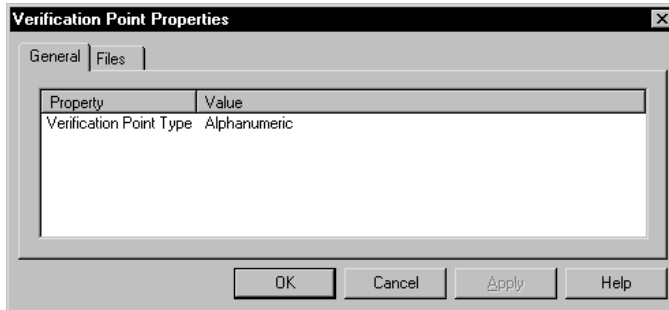 Verification Point Properties
General Files
Property Value
Verification Point Type Alphanumeric
OK Cancel Apply Help